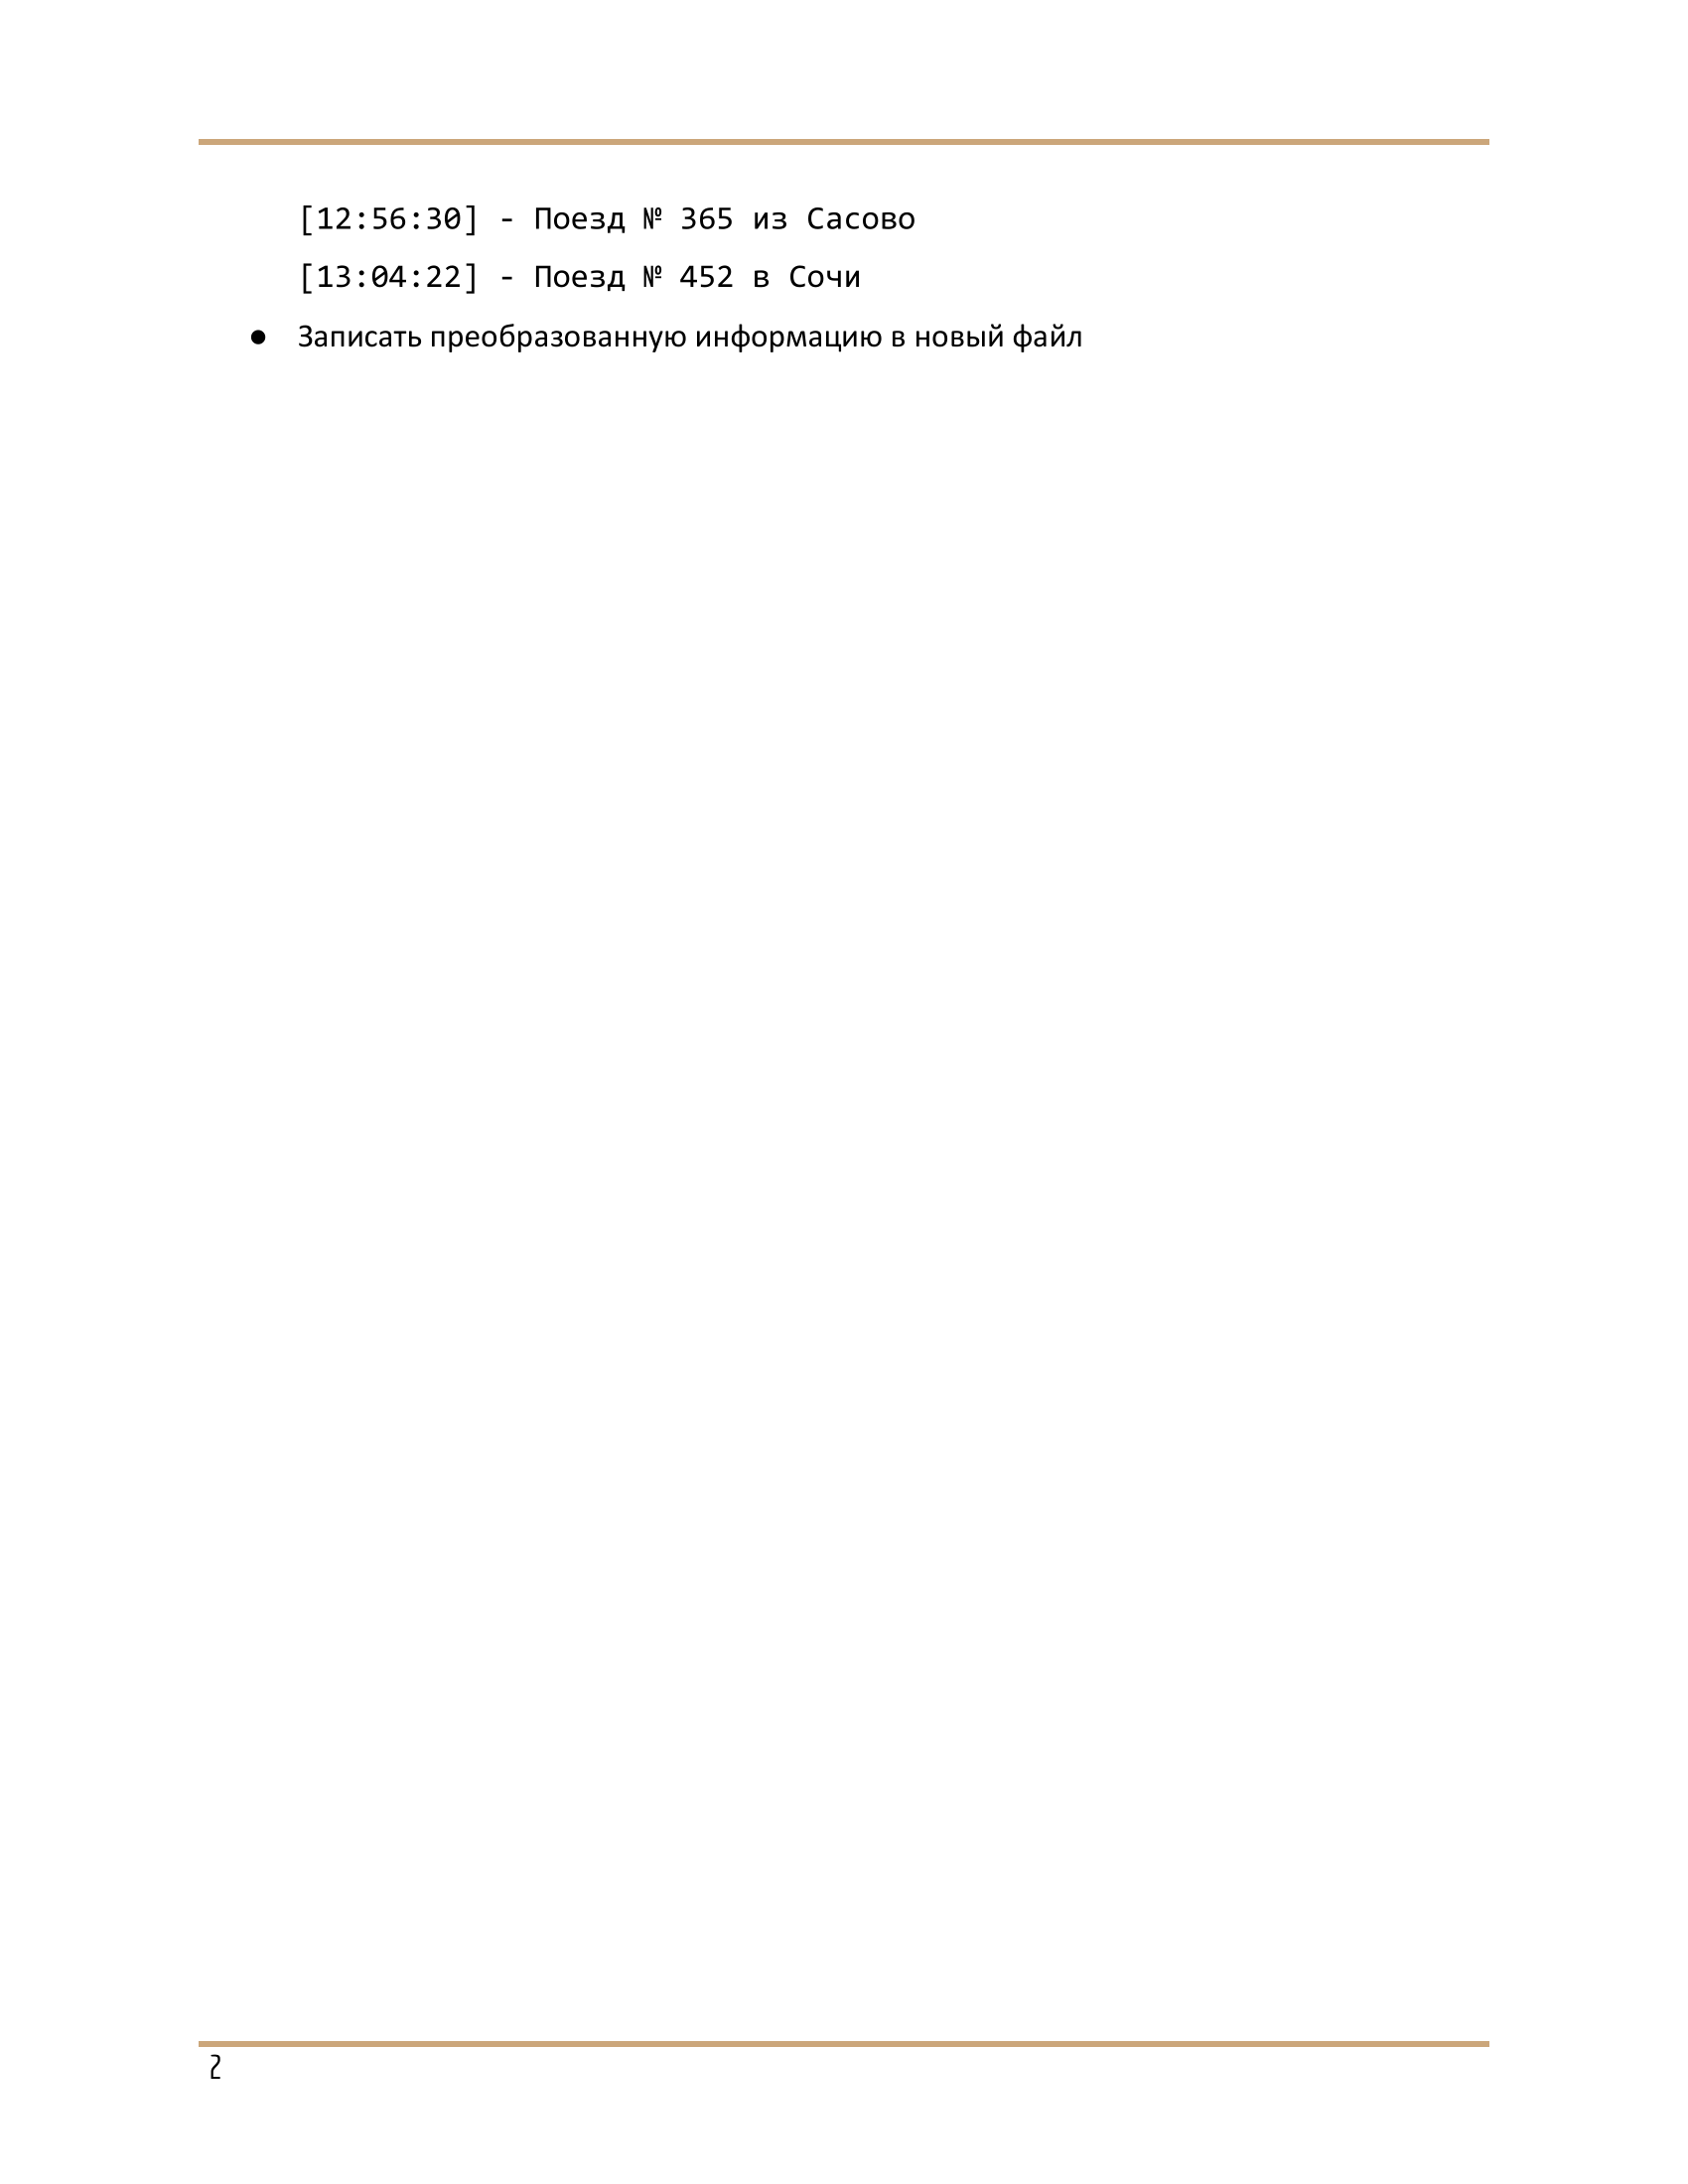 [12:56:30] - Поезд № 365 из Сасово
[13:04:22] - Поезд № 452 в Сочи
● Записать преобразованную информацию в новый файл
2